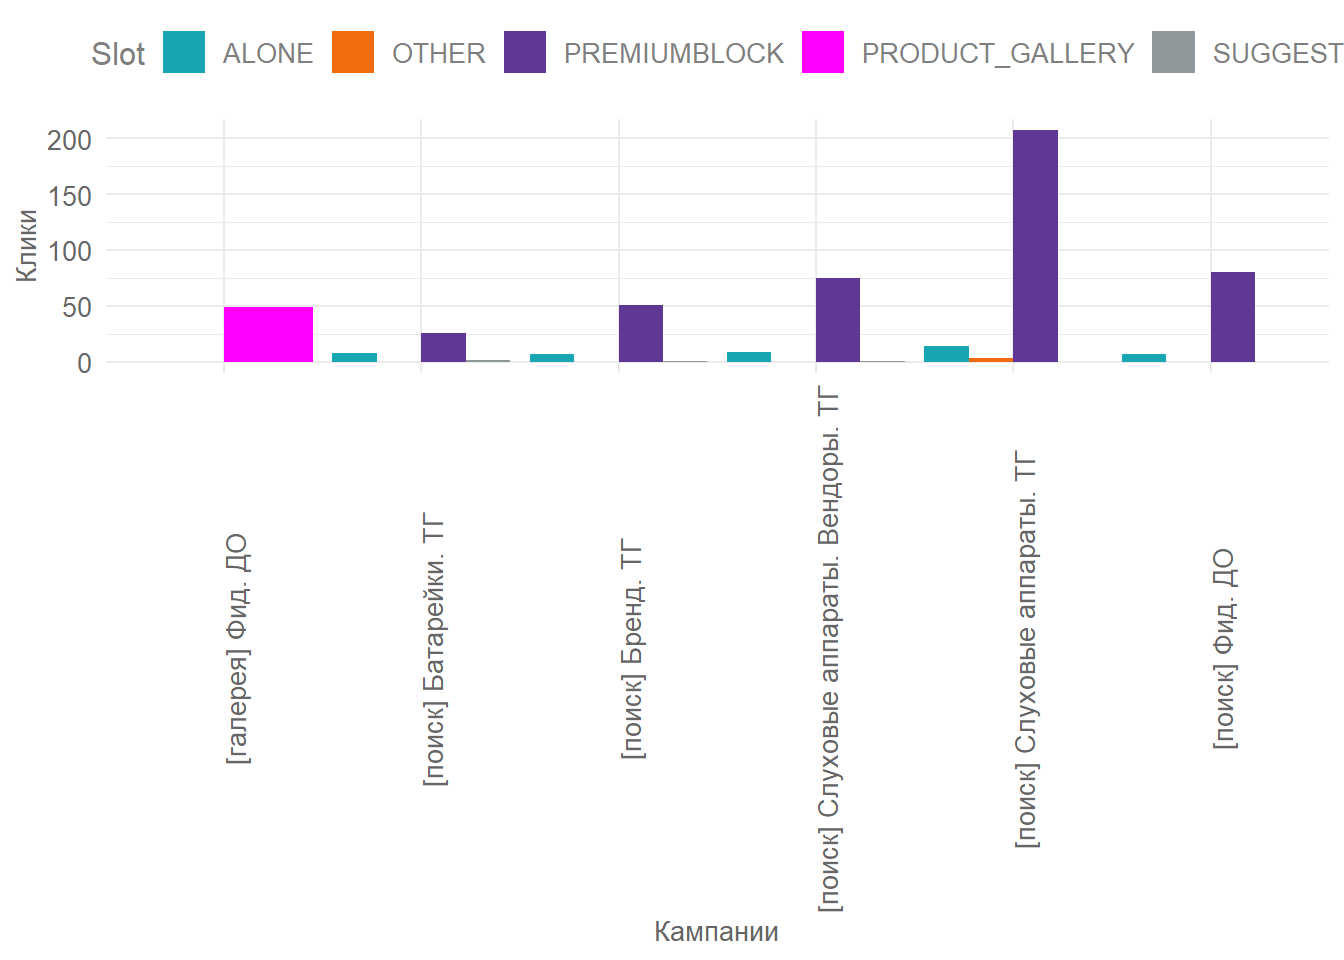 Slot ALONE OTHER PREMIUMBLOCK PRODUCT_GALLERY SUGGEST
Клики
200
150
100
50
0
[галерея] Фид. ДО
[поиск] Батарейки. ТГ
[поиск] Бренд. ТГ
[поиск] Слуховые аппараты. Вендоры. ТГ
[поиск] Слуховые аппараты. ТГ
[поиск] Фид. ДО
Кампании